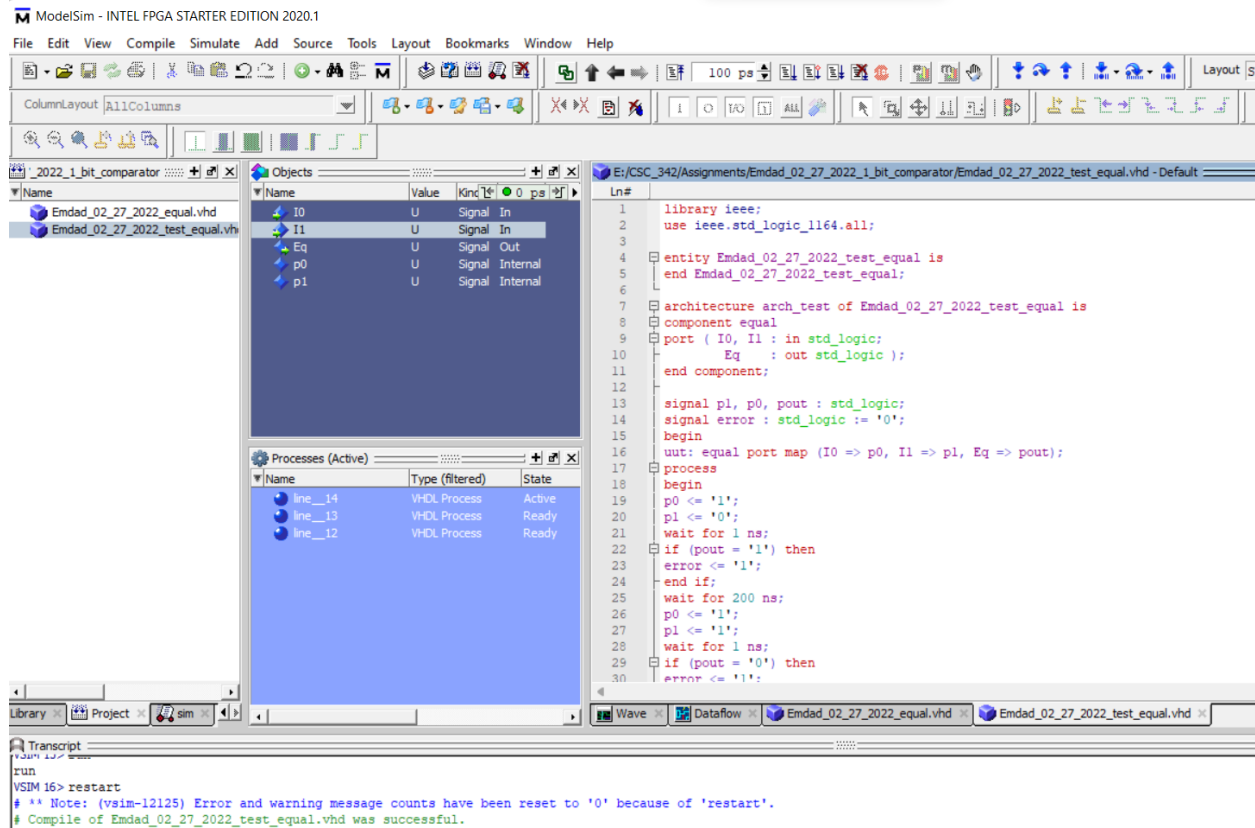 ModelSim - INTEL FPGA STARTER EDITION 2020.1
File Edit View Compile Simulate Add Source Tools Layout Bookmarks Window Help
100 ps
Layout S
ColumnLayout AllColumns
'_2022_1_bit_comparator
Name
Emdad_02_27_2022_equal.vhd
Emdad_02_27_2022_test_equal.vh
Objects
Name Value Kind 0 ps
I0 U Signal In
I1 U Signal In
Eq U Signal Out
p0 U Signal Internal
p1 U Signal Internal
Processes (Active)
Name Type (filtered) State
line__14 VHDL Process Active
line__13 VHDL Process Ready
line__12 VHDL Process Ready
E:/CSC_342/Assignments/Emdad_02_27_2022_1_bit_comparator/Emdad_02_27_2022_test_equal.vhd - Default
Ln#
1 library ieee;
2 use ieee.std_logic_1164.all;
3
4 entity Emdad_02_27_2022_test_equal is
5 end Emdad_02_27_2022_test_equal;
6
7 architecture arch_test of Emdad_02_27_2022_test_equal is
8 component equal
9 port ( I0, I1 : in std_logic;
10 Eq : out std_logic );
11 end component;
12
13 signal p1, p0, pout : std_logic;
14 signal error : std_logic := '0';
15 begin
16 uut: equal port map (I0 => p0, I1 => p1, Eq => pout);
17 process
18 begin
19 p0 <= '1';
20 p1 <= '0';
21 wait for 1 ns;
22 if (pout = '1') then
23 error <= '1';
24 end if;
25 wait for 200 ns;
26 p0 <= '1';
27 p1 <= '1';
28 wait for 1 ns;
29 if (pout = '0') then
30 error <= '1';
Library Project sim
Wave Dataflow Emdad_02_27_2022_equal.vhd Emdad_02_27_2022_test_equal.vhd
Transcript
VSIM 15> run
run
VSIM 16> restart
# ** Note: (vsim-12125) Error and warning message counts have been reset to '0' because of 'restart'.
# Compile of Emdad_02_27_2022_test_equal.vhd was successful.